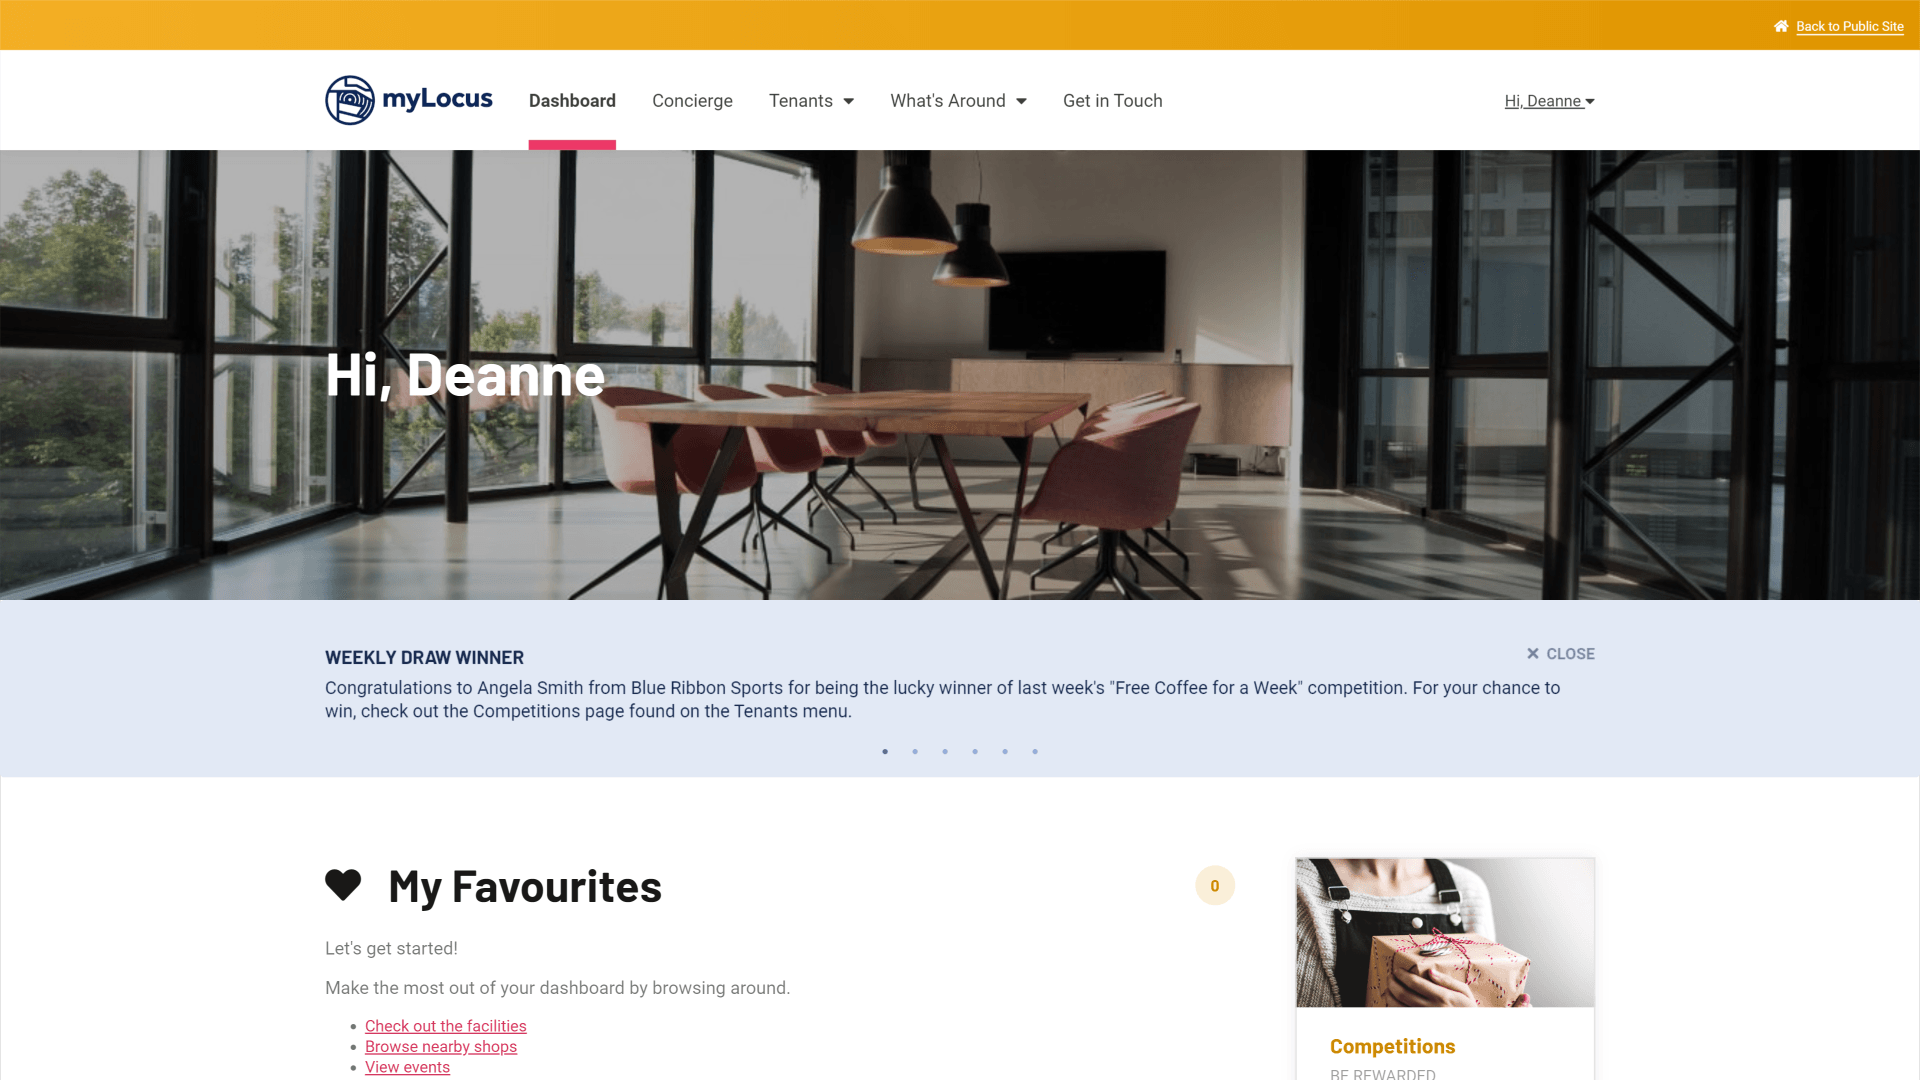 Back to Public Site
myLocus
Dashboard
Concierge
Tenants
What's Around
Get in Touch
Hi, Deanne
Hi, Deanne
WEEKLY DRAW WINNER
CLOSE
Congratulations to Angela Smith from Blue Ribbon Sports for being the lucky winner of last week's "Free Coffee for a Week" competition. For your chance to
win, check out the Competitions page found on the Tenants menu.
My Favourites
0
Let's get started!
Make the most out of your dashboard by browsing around.
Check out the facilities
Browse nearby shops
View events
Competitions
BE REWARDED